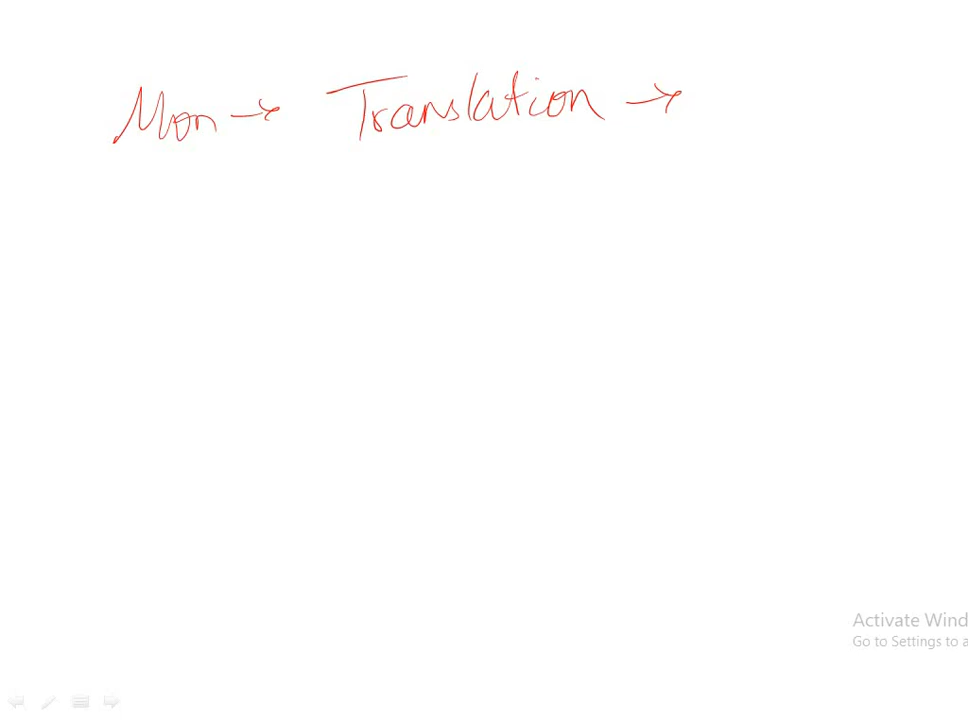 Mon → Translation →
Activate Wind
Go to Settings to a